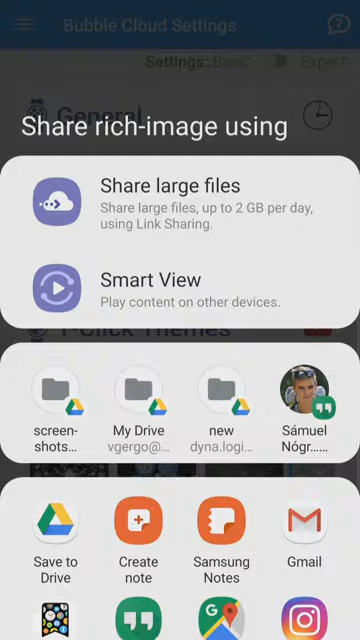 Bubble Cloud Settings
Settings: Basic Expert
General
Share rich-image using
Share large files
Share large files, up to 2 GB per day,
using Link Sharing.
Smart View
Play content on other devices.
1-Click Themes
screen-
shots...
My Drive
vgergo@...
new
dyna.logi...
Sámuel
Nógr......
Save to
Drive
Create
note
Samsung
Notes
Gmail